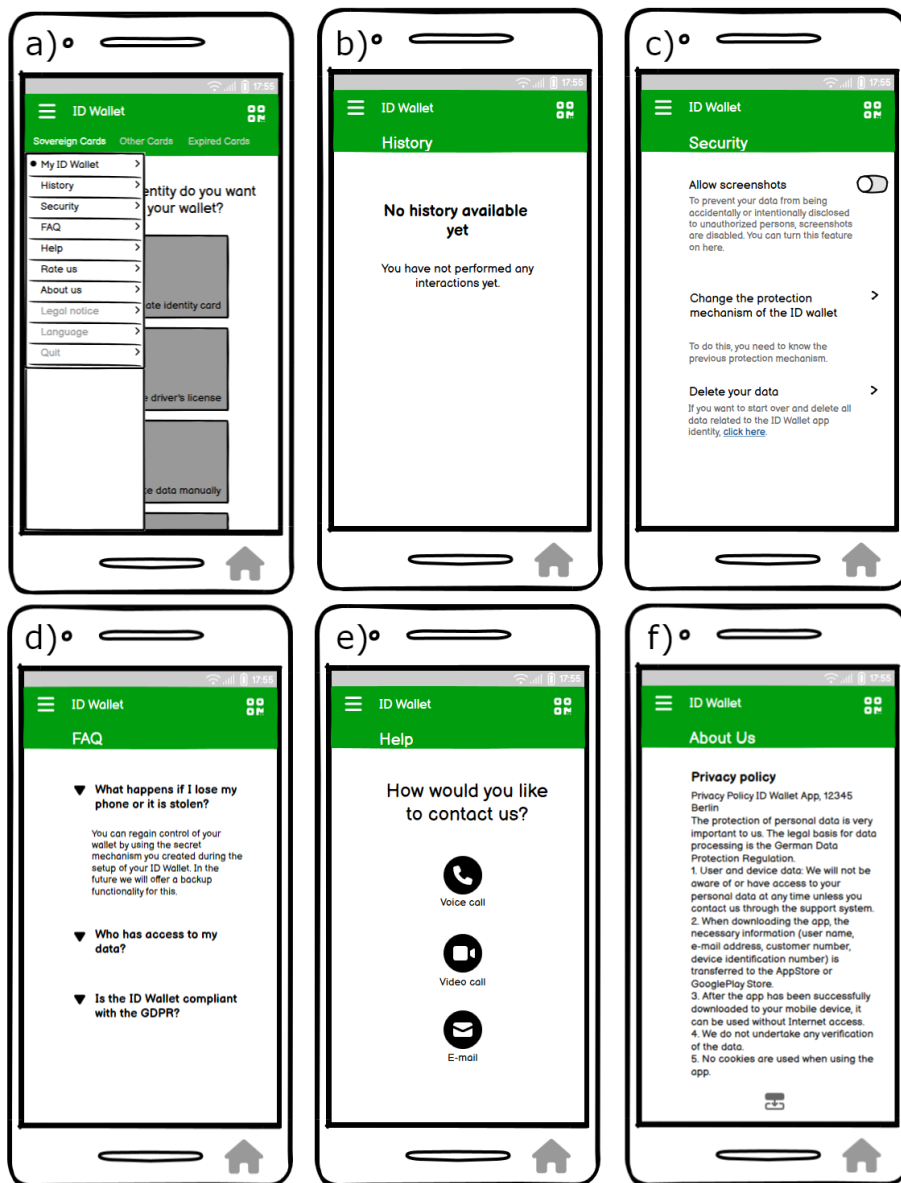 a)
17:55
ID Wallet
Sovereign Cards Other Cards Expired Cards
My ID Wallet
History
Security
FAQ
Help
Rate us
About us
Legal notice
Language
Quit
entity do you want
your wallet?
ate identity card
driver's license
data manually
b)
17:55
ID Wallet
History
No history available
yet
You have not performed any
interactions yet.
c)
17:55
ID Wallet
Security
Allow screenshots
To prevent your data from being
accidentally or intentionally disclosed
to unauthorized persons, screenshots
are disabled. You can turn this feature
on here.
Change the protection
mechanism of the ID wallet
To do this, you need to know the
previous protection mechanism.
Delete your data
If you want to start over and delete all
data related to the ID Wallet app
identity, click here.
d)
17:55
ID Wallet
FAQ
What happens if I lose my
phone or it is stolen?
You can regain control of your
wallet by using the secret
mechanism you created during the
setup of your ID Wallet. In the
future we will offer a backup
functionality for this.
Who has access to my
data?
Is the ID Wallet compliant
with the GDPR?
e)
17:55
ID Wallet
Help
How would you like
to contact us?
Voice call
Video call
E-mail
f)
17:55
ID Wallet
About Us
Privacy policy
Privacy Policy ID Wallet App, 12345
Berlin
The protection of personal data is very
important to us. The legal basis for data
processing is the German Data
Protection Regulation.
1. User and device data: We will not be
aware of or have access to your
personal data at any time unless you
contact us through the support system.
2. When downloading the app, the
necessary information (user name,
e-mail address, customer number,
device identification number) is
transferred to the AppStore or
GooglePlay Store.
3. After the app has been successfully
downloaded to your mobile device, it
can be used without Internet access.
4. We do not undertake any verification
of the data.
5. No cookies are used when using the
app.